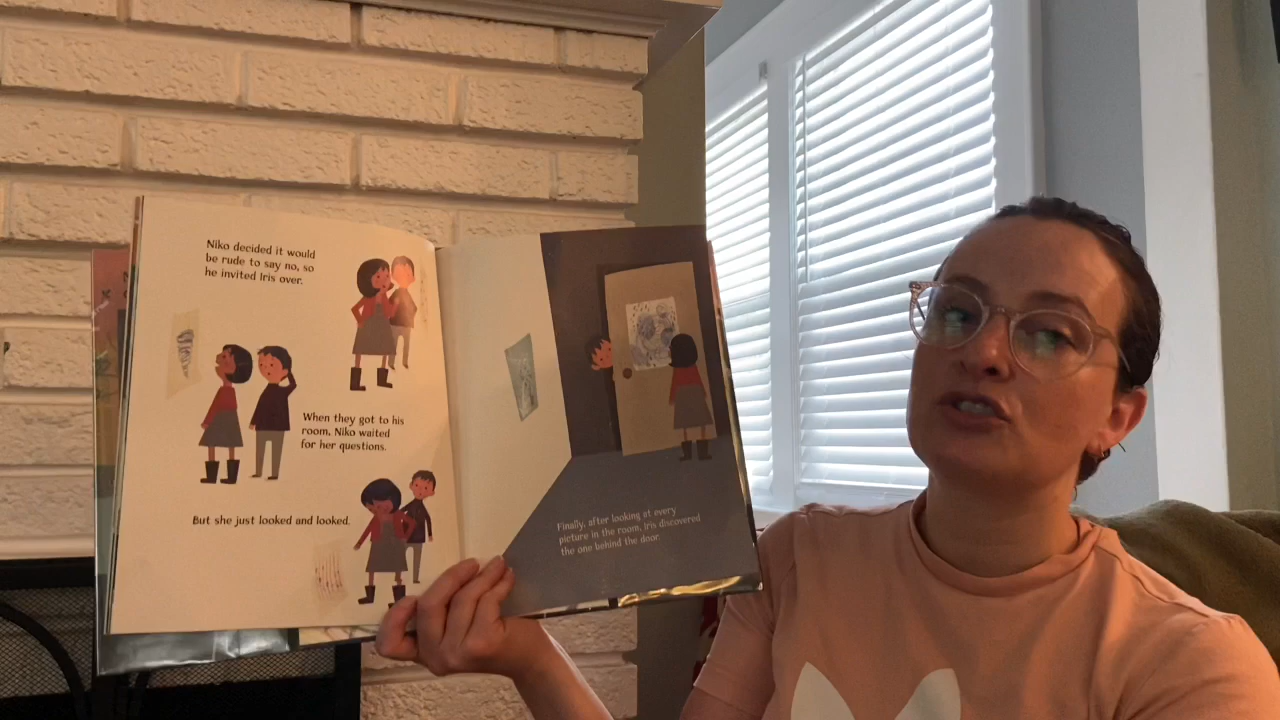 Niko decided it would
be rude to say no, so
he invited Iris over.
When they got to his
room, Niko waited
for her questions.
But she just looked and looked.
Finally, after looking at every
picture in the room, Iris discovered
the one behind the door.